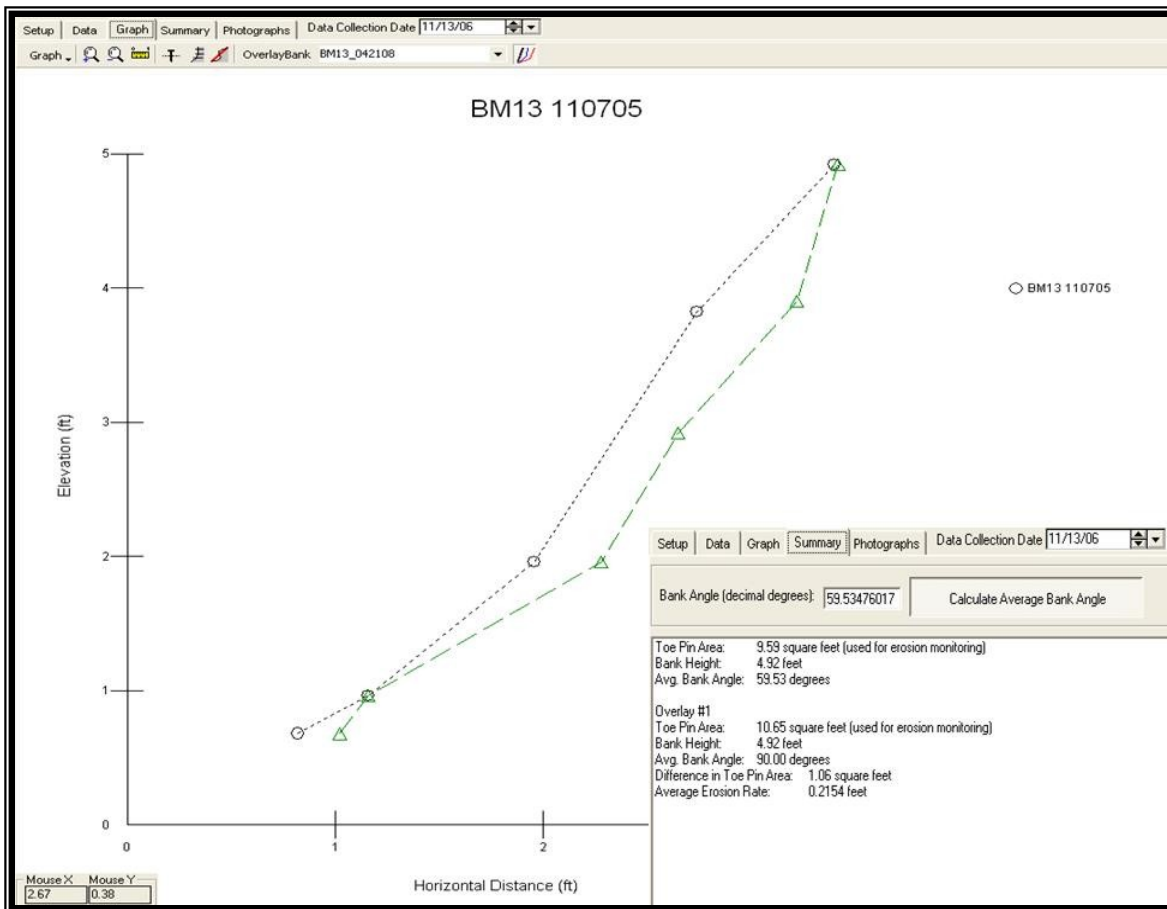 Setup Data Graph Summary Photographs Data Collection Date 11/13/06
Graph OverlayBank BM13_042108
BM13 110705
5
4
BM13 110705
3
Elevation (ft)
2
1
0
0 1 2
Horizontal Distance (ft)
Mouse X Mouse Y
2.67 0.38
Setup Data Graph Summary Photographs Data Collection Date 11/13/06
Bank Angle (decimal degrees): 59.53476017 Calculate Average Bank Angle
Toe Pin Area: 9.59 square feet (used for erosion monitoring)
Bank Height: 4.92 feet
Avg. Bank Angle: 59.53 degrees
Overlay #1
Toe Pin Area: 10.65 square feet (used for erosion monitoring)
Bank Height: 4.92 feet
Avg. Bank Angle: 90.00 degrees
Difference in Toe Pin Area: 1.06 square feet
Average Erosion Rate: 0.2154 feet